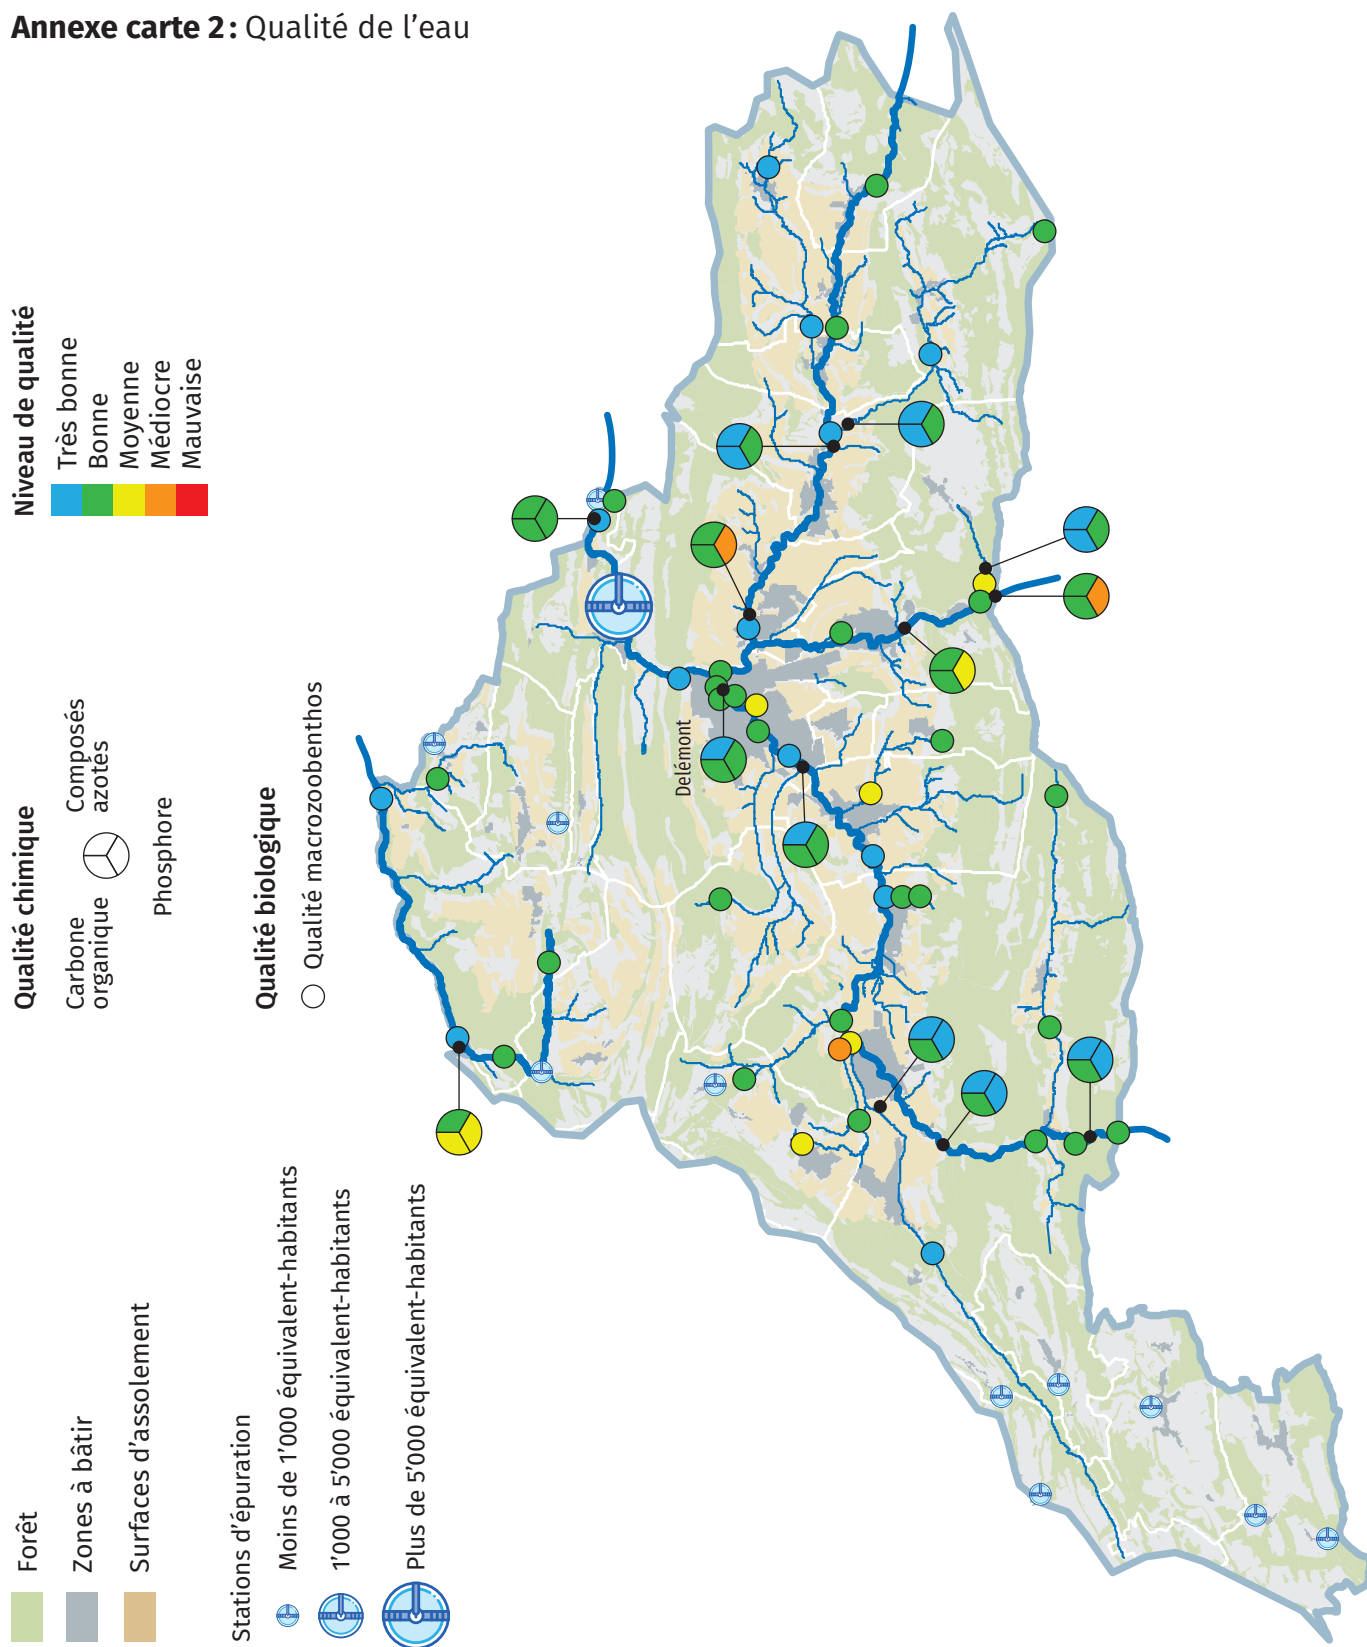 Annexe carte 2 : Qualité de l’eau
Forêt
Zones à bâtir
Surfaces d’assolement
Stations d’épuration
Moins de 1’000 équivalent-habitants
1’000 à 5’000 équivalent-habitants
Plus de 5’000 équivalent-habitants
Qualité chimique
Carbone
organique
Composés
azotés
Phosphore
Qualité biologique
Qualité macrozoobenthos
Niveau de qualité
Très bonne
Bonne
Moyenne
Médiocre
Mauvaise
Delémont